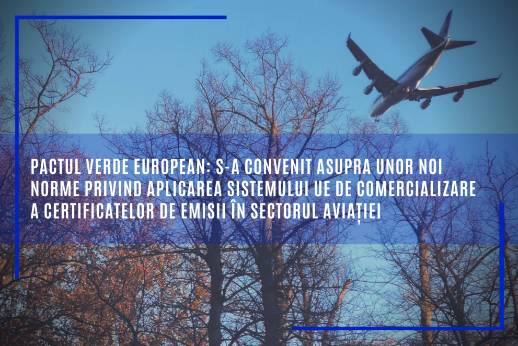 PACTUL VERDE EUROPEAN: S-A CONVENIT ASUPRA UNOR NOI
NORME PRIVIND APLICAREA SISTEMULUI UE DE COMERCIALIZARE
A CERTIFICATELOR DE EMISII ÎN SECTORUL AVIAȚIEI